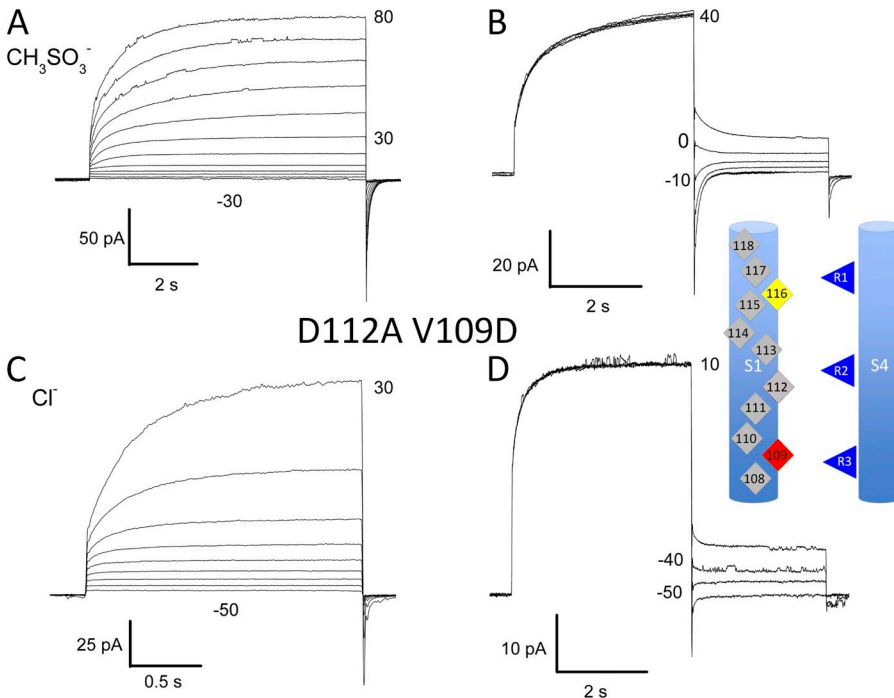 A
CH3SO3-
80
30
-30
50 pA
2 s
B
40
0
-10
20 pA
2 s
118
117
116
115
114
113
S1
112
111
110
109
108
R1
R2
R3
S4
D112A V109D
C
Cl-
30
-50
25 pA
0.5 s
D
10
-40
-50
10 pA
2 s